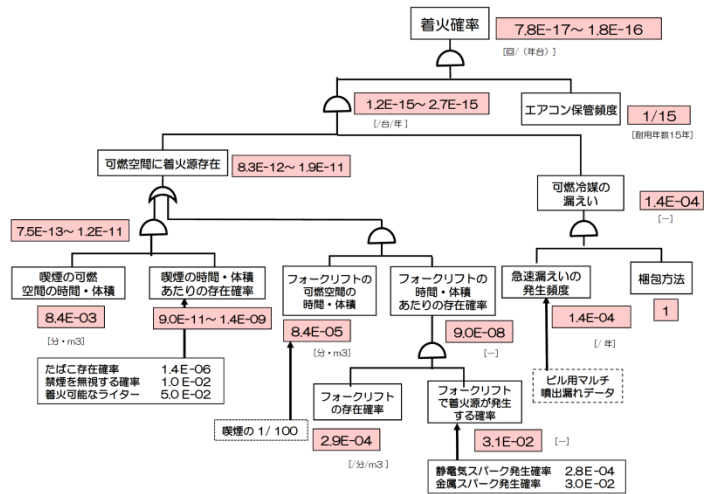 着火確率
7.8E-17～1.8E-16
[回/（年台）]
1.2E-15～2.7E-15
[/台/年]
エアコン保管頻度
1/15
[耐用年数15年]
可燃空間に着火源存在
8.3E-12～1.9E-11
可燃冷媒の
漏えい
1.4E-04
[－]
7.5E-13～1.2E-11
喫煙の可燃
空間の時間・体積
8.4E-03
[分・m3]
喫煙の時間・体積
あたりの存在確率
9.0E-11～1.4E-09
フォークリフトの
可燃空間の
時間・体積
8.4E-05
[分・m3]
フォークリフトの
時間・体積
あたりの存在確率
9.0E-08
[－]
急速漏えいの
発生頻度
1.4E-04
[/年]
梱包方法
1
たばこ存在確率 1.4E-06
禁煙を無視する確率 1.0E-02
着火可能なライター 5.0E-02
ビル用マルチ
噴出漏れデータ
喫煙の1/100
フォークリフト
の存在確率
2.9E-04
[/分/m3]
フォークリフト
で着火源が発生
する確率
3.1E-02
[－]
静電気スパーク発生確率 2.8E-04
金属スパーク発生確率 3.0E-02